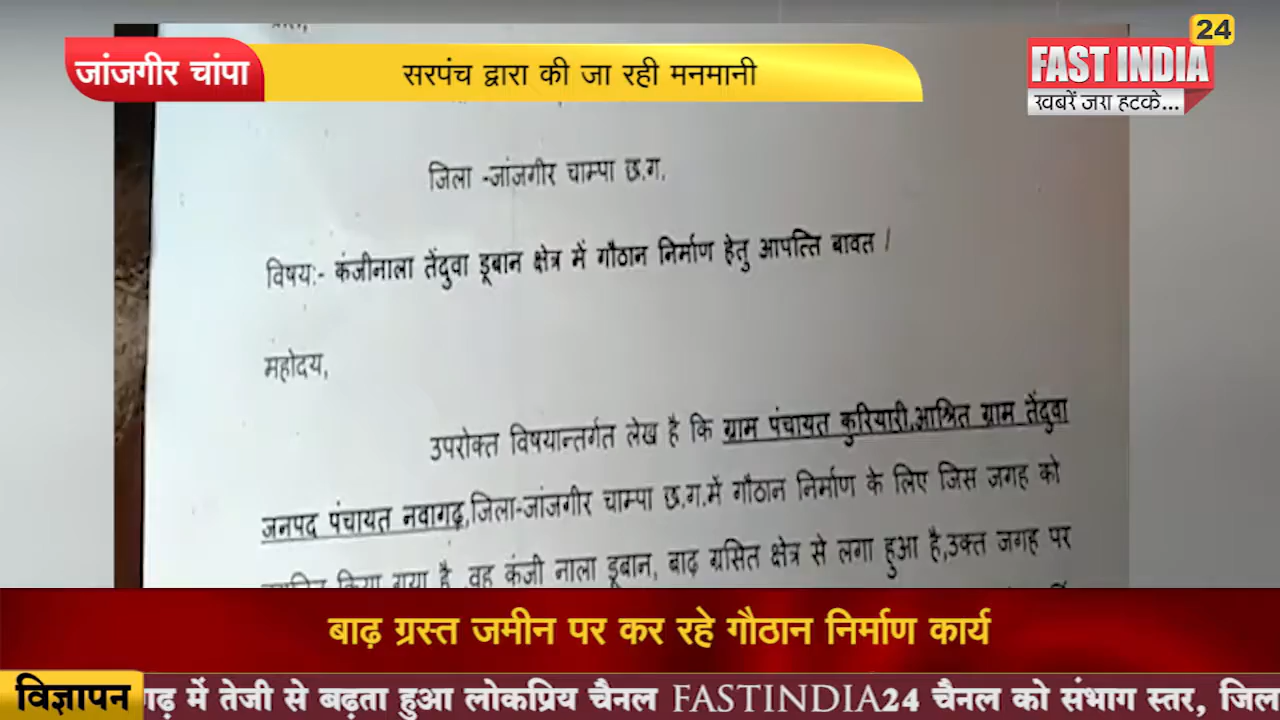 24
जांजगीर चांपा
सरपंच द्वारा की जा रही मनमानी
FAST INDIA
खबरें जरा हटके...
जिला -जांजगीर चाम्पा छ.ग.
विषय:- कंजीनाला तेंदुवा डूबान क्षेत्र में गौठान निर्माण हेतु आपत्ति बावत /
महोदय,
उपरोक्त विषयान्तर्गत लेख है कि ग्राम पंचायत कुरियारी,आश्रित ग्राम तेंदुवा
जनपद पंचायत नवागढ़,जिला-जांजगीर चाम्पा छ.ग.में गौठान निर्माण के लिए जिस जगह को
किया गया है ,वह कंजी नाला डूबान, बाढ़ ग्रसित क्षेत्र से लगा हुआ है,उक्त जगह पर
बाढ़ ग्रस्त जमीन पर कर रहे गौठान निर्माण कार्य
विज्ञापन
गढ़ में तेजी से बढ़ता हुआ लोकप्रिय चैनल FASTINDIA24 चैनल को संभाग स्तर, जिला